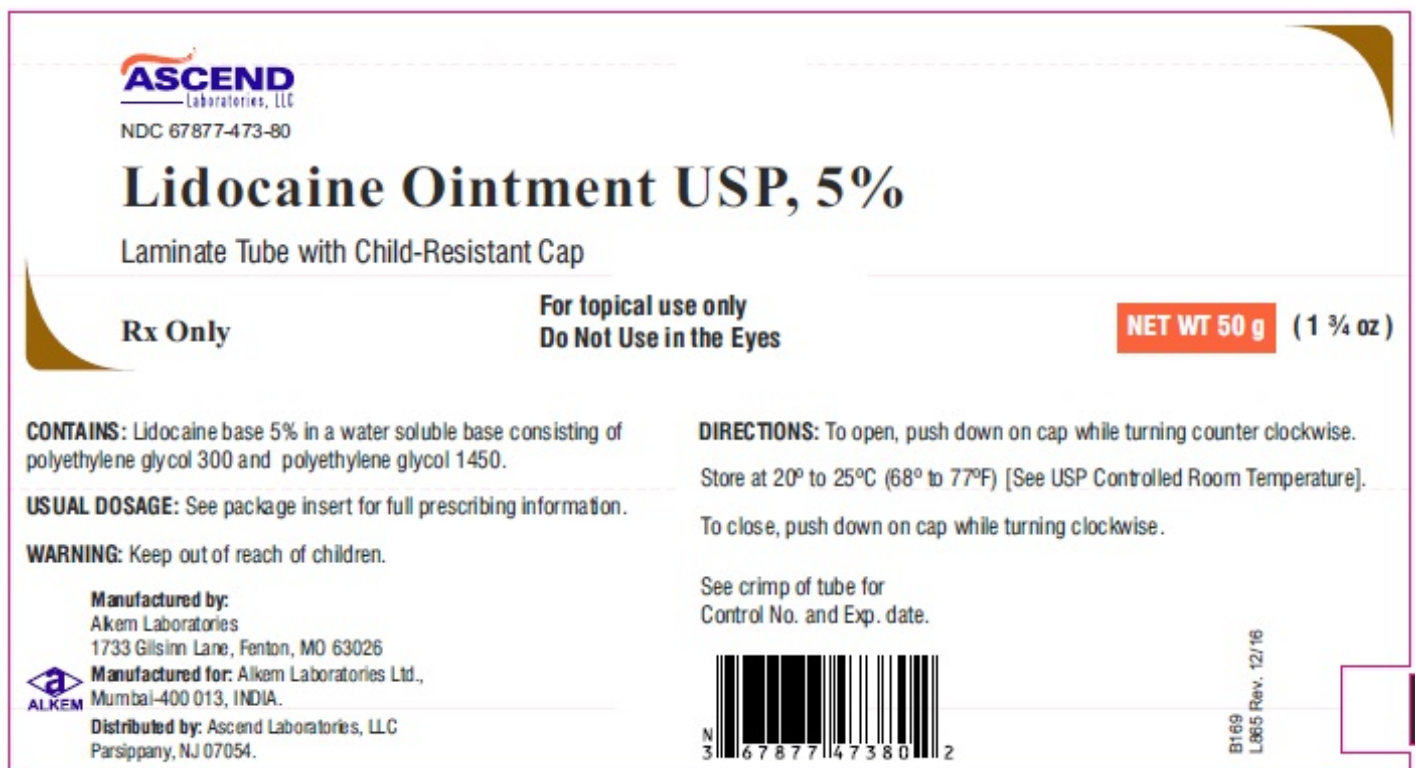 ASCEND
Laboratories, LLC
NDC 67877-473-80
Lidocaine Ointment USP, 5%
Laminate Tube with Child-Resistant Cap
Rx Only
For topical use only
Do Not Use in the Eyes
NET WT 50 g (1 ¾ oz)
CONTAINS: Lidocaine base 5% in a water soluble base consisting of
polyethylene glycol 300 and polyethylene glycol 1450.
USUAL DOSAGE: See package insert for full prescribing information.
WARNING: Keep out of reach of children.
Manufactured by:
Alkem Laboratories
1733 Gilsinn Lane, Fenton, MO 63026
Manufactured for: Alkem Laboratories Ltd.,
Mumbai-400 013, INDIA.
Distributed by: Ascend Laboratories, LLC
Parsippany, NJ 07054.
a
ALKEM
DIRECTIONS: To open, push down on cap while turning counter clockwise.
Store at 20º to 25ºC (68º to 77ºF) [See USP Controlled Room Temperature].
To close, push down on cap while turning clockwise.
See crimp of tube for
Control No. and Exp. date.
N
3 67877 47380 2
B169
L865 Rev. 12/16